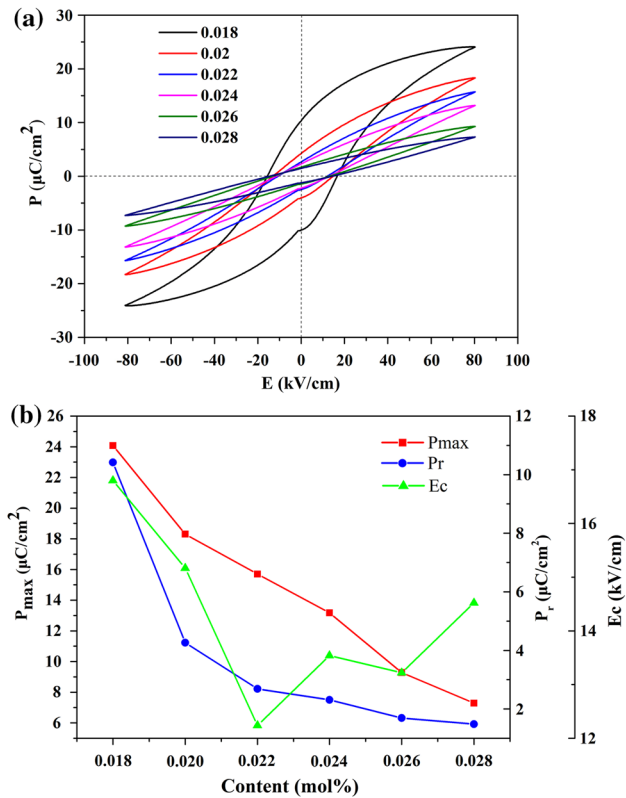 (a)
30
20
10
0
-10
-20
-30
P (μC/cm²)
0.018
0.02
0.022
0.024
0.026
0.028
-100 -80 -60 -40 -20 0 20 40 60 80 100
E (kV/cm)
(b)
26
24
22
20
18
16
14
12
10
8
6
Pmax (μC/cm²)
Pmax
Pr
Ec
12
10
8
6
4
2
Pr (μC/cm²)
18
16
14
12
Ec (kV/cm)
0.018 0.020 0.022 0.024 0.026 0.028
Content (mol%)